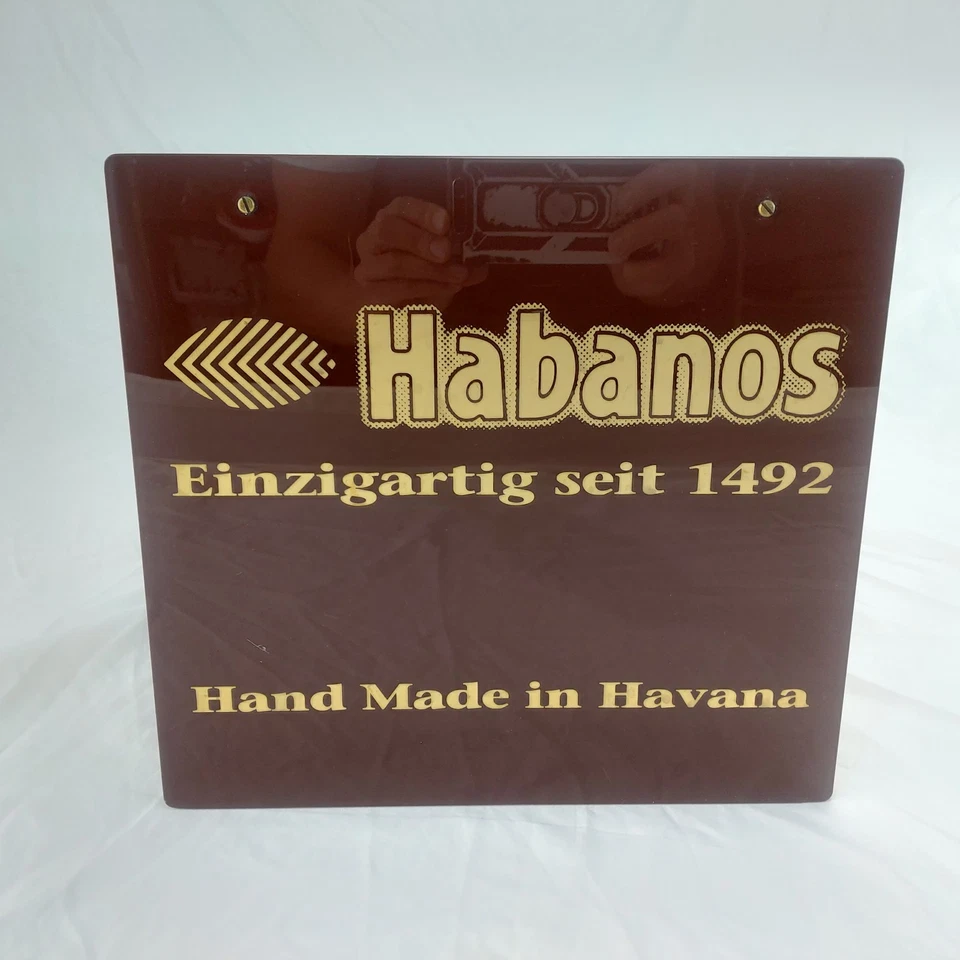 Habanos
Einzigartig seit 1492
Hand Made in Havana